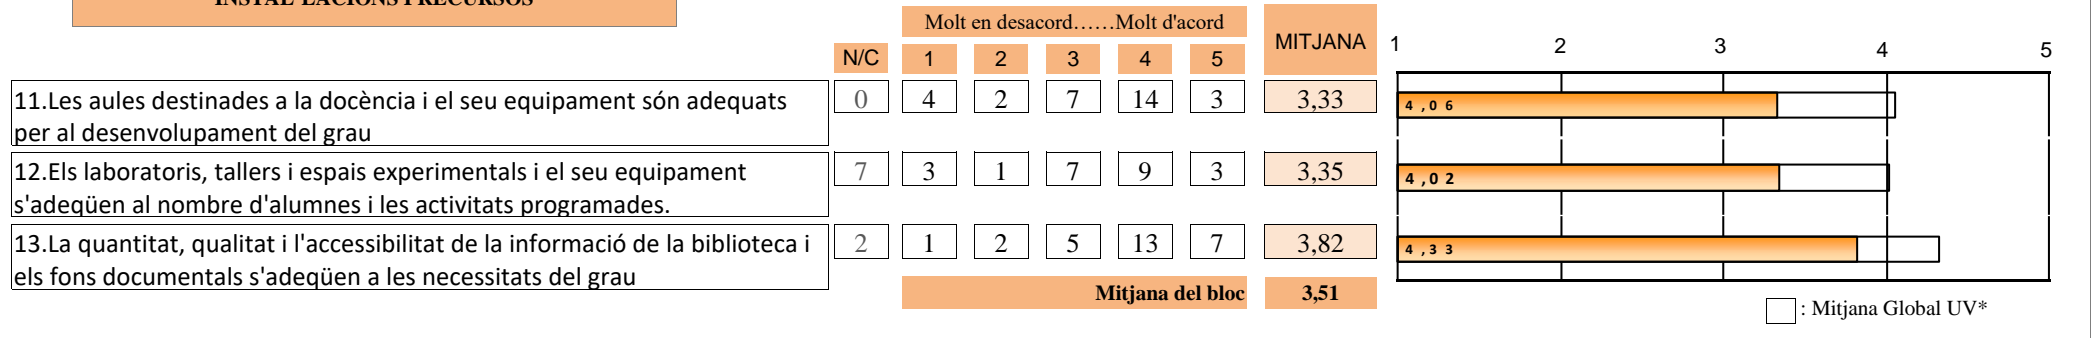 INSTAL·LACIONS I RECURSOS
Molt en desacord……Molt d'acord
MITJANA
N/C 1 2 3 4 5
1 2 3 4 5
11.Les aules destinades a la docència i el seu equipament són adequats
per al desenvolupament del grau
0 4 2 7 14 3 3,33
4,06
12.Els laboratoris, tallers i espais experimentals i el seu equipament
s'adeqüen al nombre d'alumnes i les activitats programades.
7 3 1 7 9 3 3,35
4,02
13.La quantitat, qualitat i l'accessibilitat de la informació de la biblioteca i
els fons documentals s'adeqüen a les necessitats del grau
2 1 2 5 13 7 3,82
4,33
Mitjana del bloc 3,51
: Mitjana Global UV*